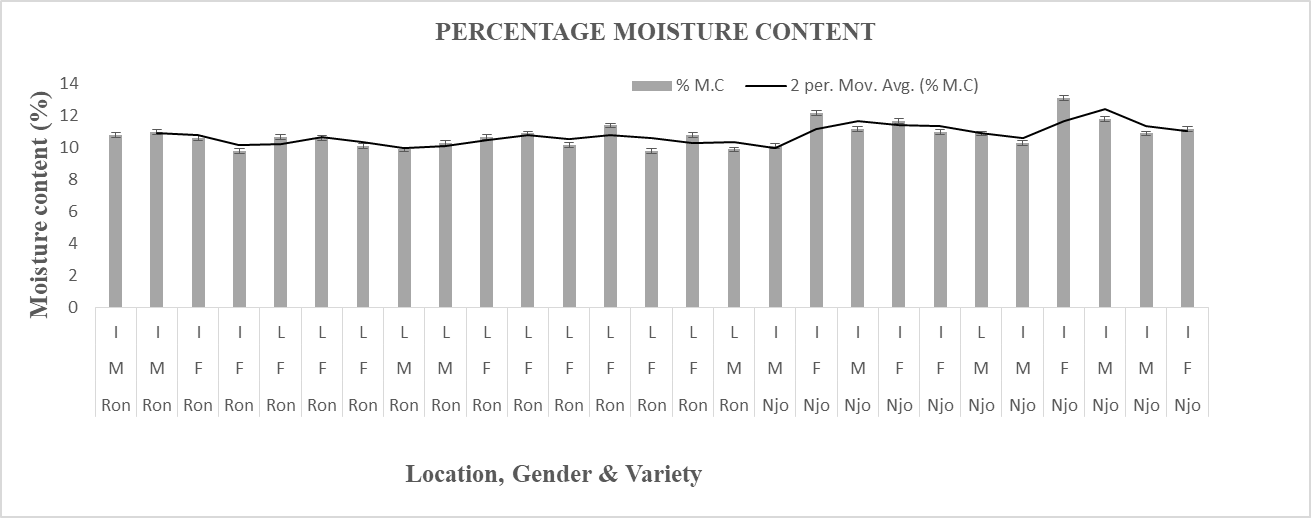 PERCENTAGE MOISTURE CONTENT
% M.C
2 per. Mov. Avg. (% M.C)
Moisture content (%)
14
12
10
8
6
4
2
0
I I I I L L L L L L L L L L L L I I I I I L I I I I I
M M F F F F F M M F F F F F F M M F M F F M M F M M F
Ron Ron Ron Ron Ron Ron Ron Ron Ron Ron Ron Ron Ron Ron Ron Ron Njo Njo Njo Njo Njo Njo Njo Njo Njo Njo Njo
Location, Gender & Variety